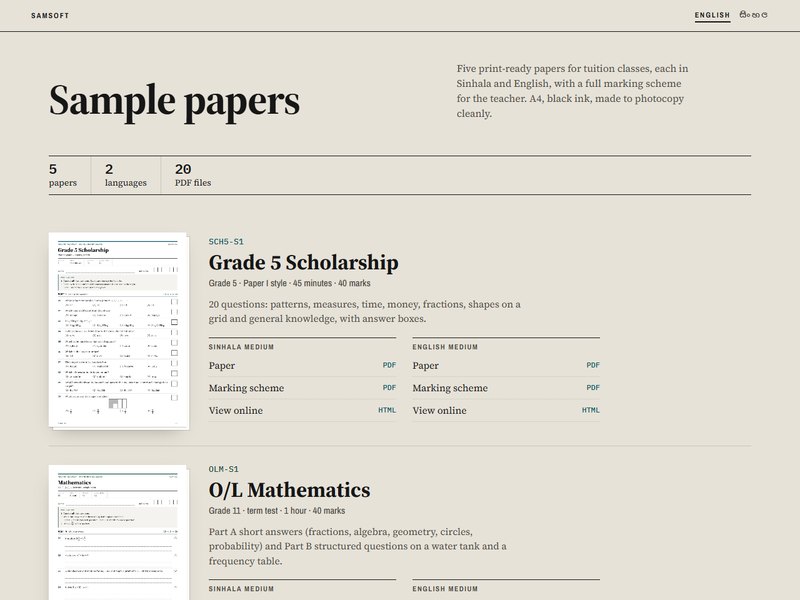 SAMSOFT
ENGLISH සිංහල
Sample papers
Five print-ready papers for tuition classes, each in
Sinhala and English, with a full marking scheme
for the teacher. A4, black ink, made to photocopy
cleanly.
5 2 20
papers languages PDF files
SCH5-S1
Grade 5 Scholarship
Grade 5 · Paper I style · 45 minutes · 40 marks
20 questions: patterns, measures, time, money, fractions, shapes on a
grid and general knowledge, with answer boxes.
SINHALA MEDIUM ENGLISH MEDIUM
Paper PDF Paper PDF
Marking scheme PDF Marking scheme PDF
View online HTML View online HTML
Grade 5 Scholarship
OLM-S1
O/L Mathematics
Grade 11 · term test · 1 hour · 40 marks
Part A short answers (fractions, algebra, geometry, circles,
probability) and Part B structured questions on a water tank and a
frequency table.
SINHALA MEDIUM ENGLISH MEDIUM
Mathematics